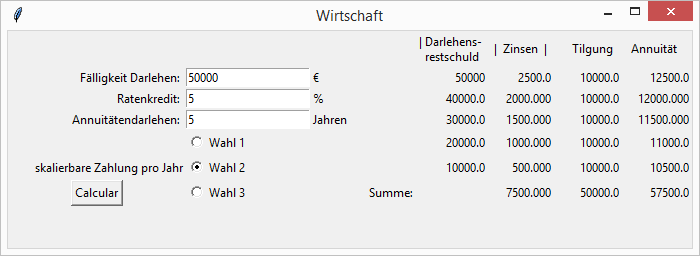 Wirtschaft
| Darlehens-
restschuld | Zinsen | Tilgung Annuität
Fälligkeit Darlehen: 50000 € 50000 2500.0 10000.0 12500.0
Ratenkredit: 5 % 40000.0 2000.000 10000.0 12000.000
Annuitätendarlehen: 5 Jahren 30000.0 1500.000 10000.0 11500.000
Wahl 1 20000.0 1000.000 10000.0 11000.0
skalierbare Zahlung pro Jahr Wahl 2 10000.0 500.000 10000.0 10500.0
Calcular Wahl 3 Summe: 7500.000 50000.0 57500.0